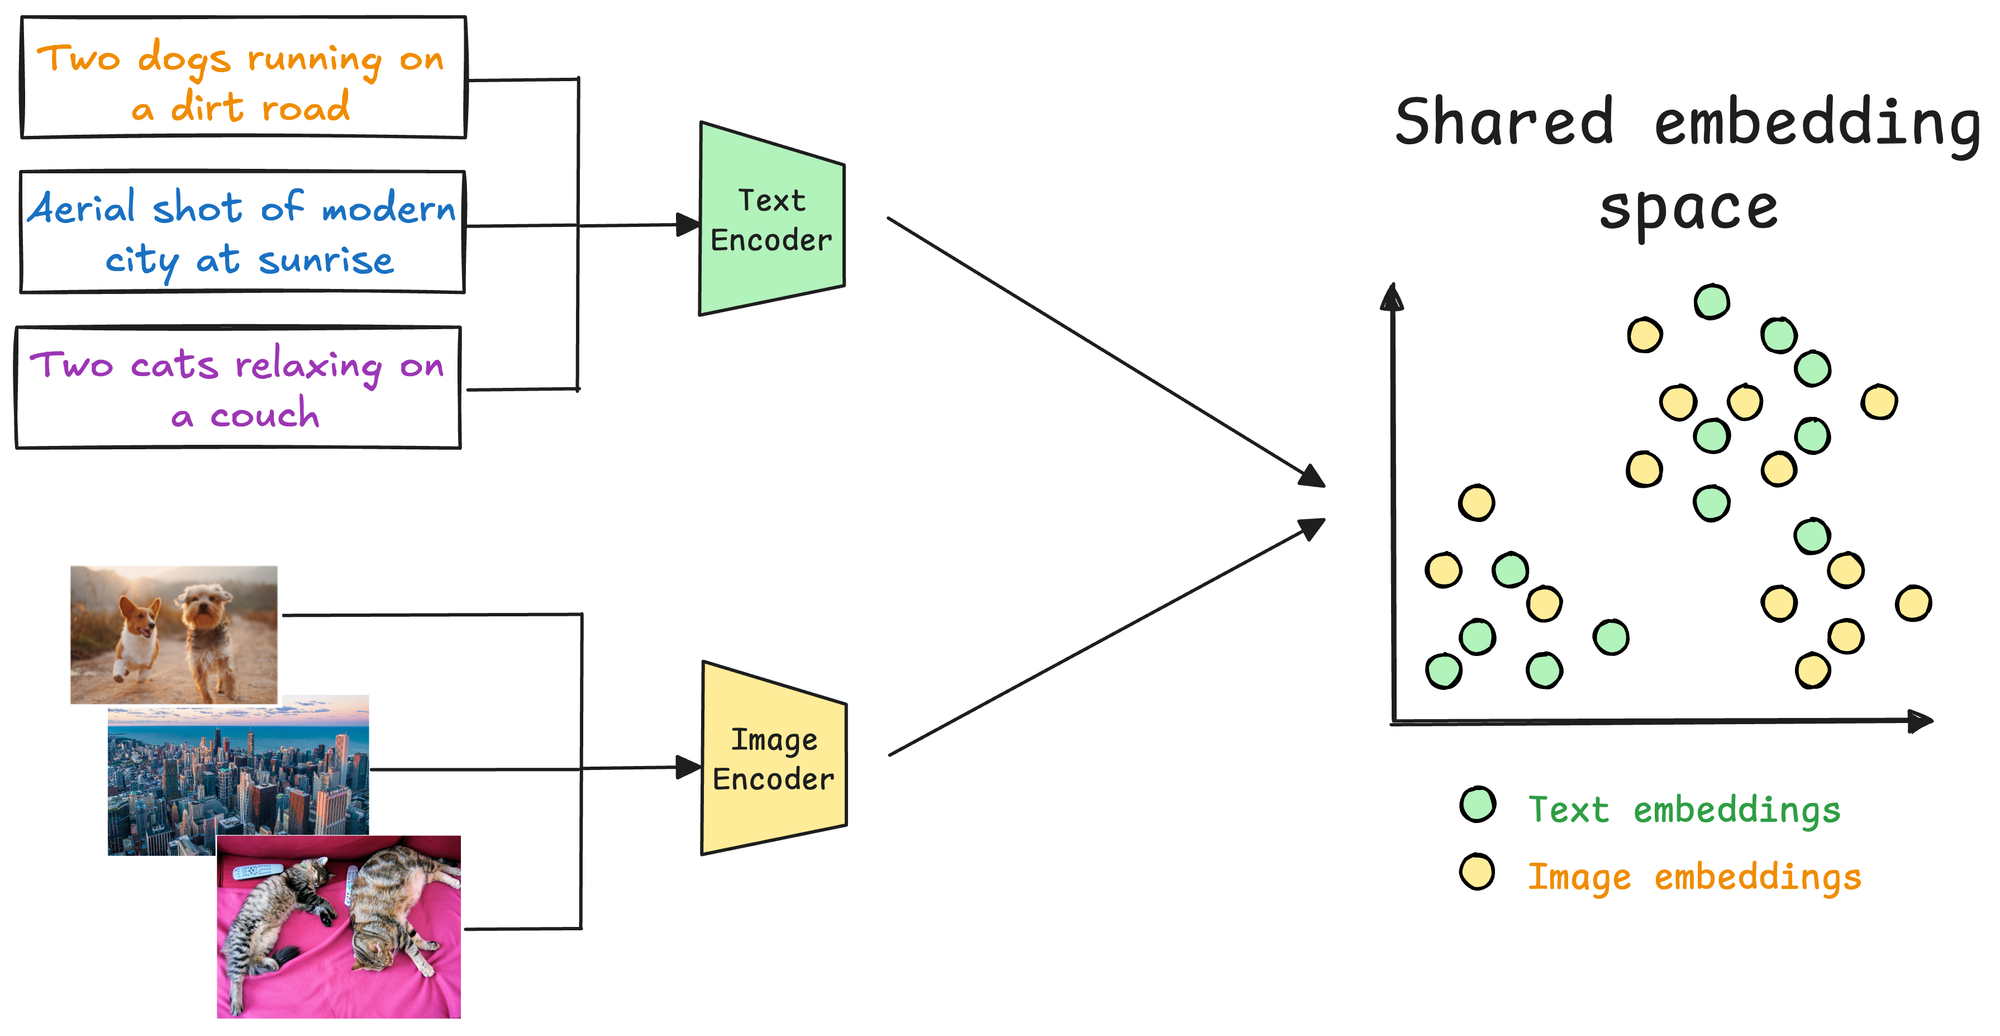 Two dogs running on
a dirt road
Aerial shot of modern
city at sunrise
Two cats relaxing on
a couch
Text
Encoder
Image
Encoder
Shared embedding
space
Text embeddings
Image embeddings